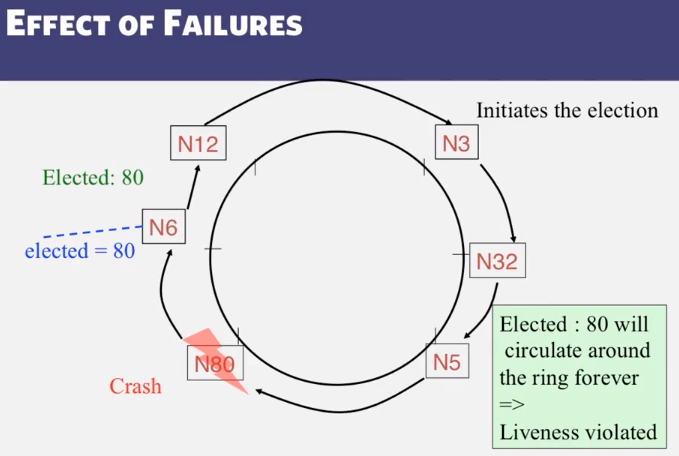 EFFECT OF FAILURES
Initiates the election
N12
N3
Elected: 80
N6
elected = 80
N32
Elected : 80 will
circulate around
the ring forever
=>
Liveness violated
N80
N5
Crash